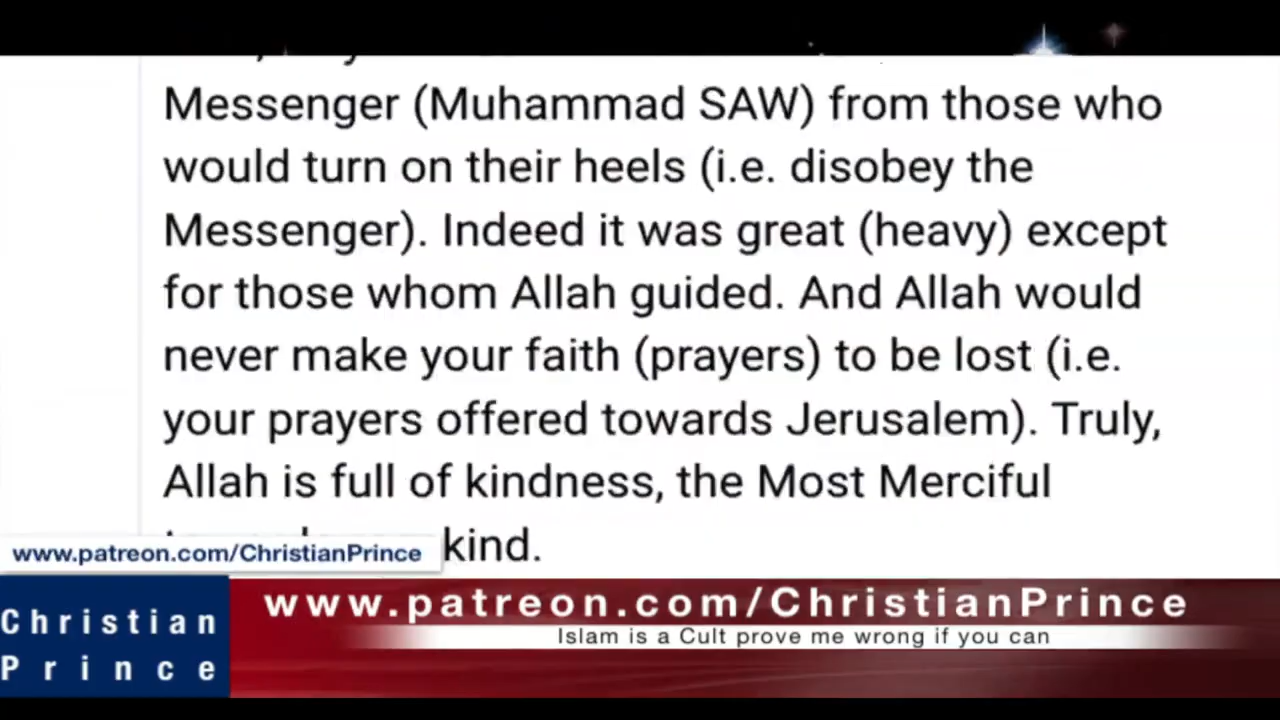 Messenger (Muhammad SAW) from those who
would turn on their heels (i.e. disobey the
Messenger). Indeed it was great (heavy) except
for those whom Allah guided. And Allah would
never make your faith (prayers) to be lost (i.e.
your prayers offered towards Jerusalem). Truly,
Allah is full of kindness, the Most Merciful
kind.
www.patreon.com/ChristianPrince
Christian
Prince
www.patreon.com/ChristianPrince
Islam is a Cult prove me wrong if you can